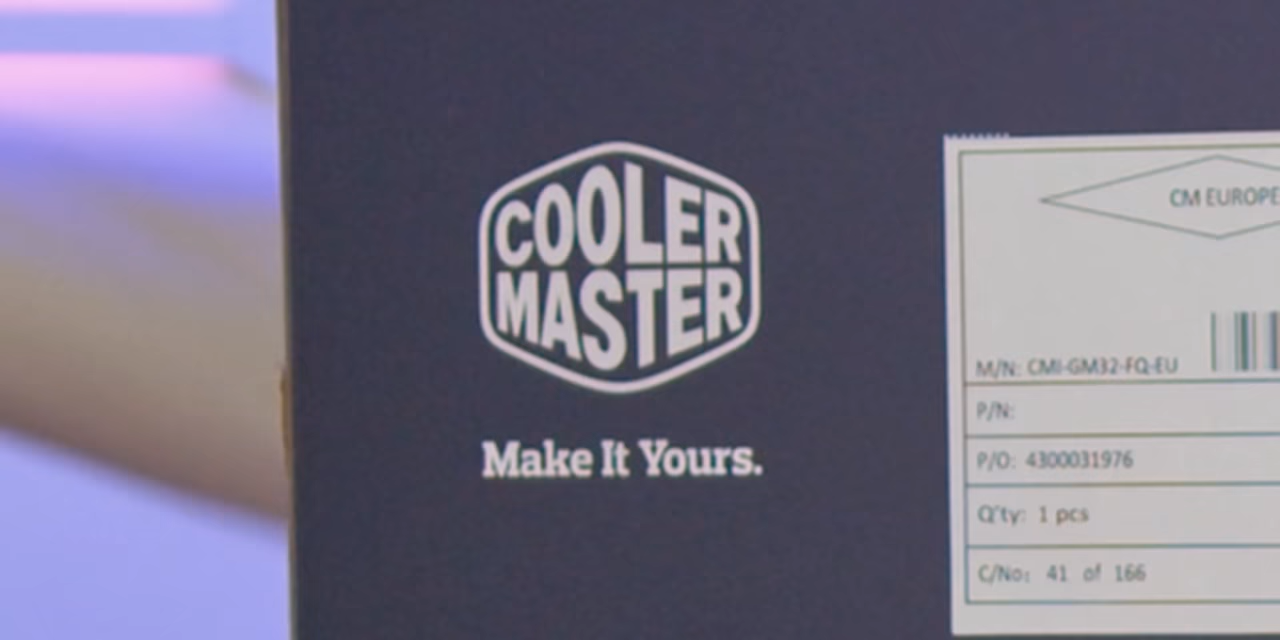 COOLER
MASTER
Make It Yours.
CM EUROPE
M/N: CMI-GM32-FQ-EU
P/N:
P/O: 4300031976
Q'ty: 1 pcs
C/No: 41 of 166